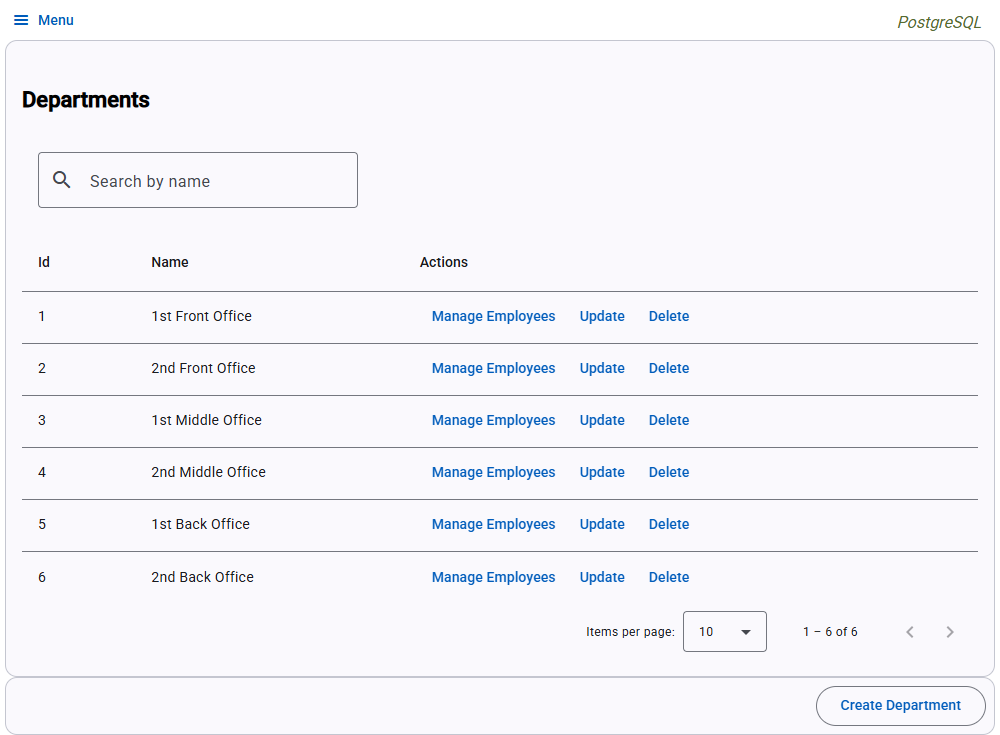 Menu
PostgreSQL
Departments
Search by name
Id Name Actions
1 1st Front Office Manage Employees Update Delete
2 2nd Front Office Manage Employees Update Delete
3 1st Middle Office Manage Employees Update Delete
4 2nd Middle Office Manage Employees Update Delete
5 1st Back Office Manage Employees Update Delete
6 2nd Back Office Manage Employees Update Delete
Items per page: 10 1 – 6 of 6
Create Department